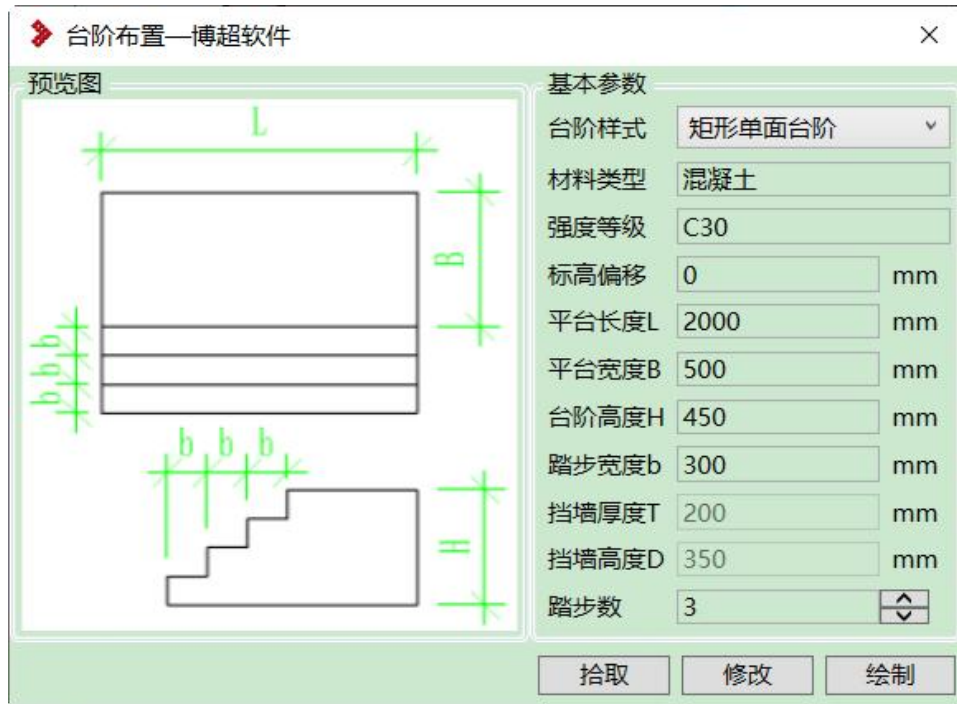 台阶布置—博超软件
预览图
L
B
b
b
b
b b b
H
基本参数
台阶样式 矩形单面台阶
材料类型 混凝土
强度等级 C30
标高偏移 0 mm
平台长度L 2000 mm
平台宽度B 500 mm
台阶高度H 450 mm
踏步宽度b 300 mm
挡墙厚度T 200 mm
挡墙高度D 350 mm
踏步数 3
拾取 修改 绘制